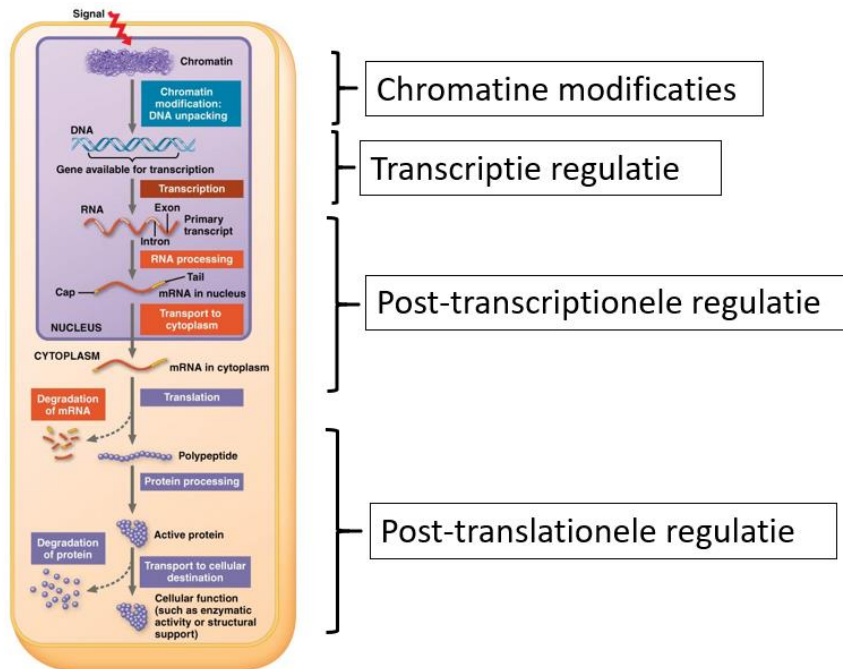 Signal
Chromatin
Chromatin
modification:
DNA unpacking
DNA
Gene available for transcription
Transcription
RNA
Exon
Primary
transcript
Intron
RNA processing
Tail
Cap
mRNA in nucleus
Transport to
cytoplasm
NUCLEUS
CYTOPLASM
mRNA in cytoplasm
Degradation
of mRNA
Translation
Polypeptide
Protein processing
Active protein
Degradation
of protein
Transport to cellular
destination
Cellular function
(such as enzymatic
activity or structural
support)
Chromatine modificaties
Transcriptie regulatie
Post-transcriptionele regulatie
Post-translationele regulatie